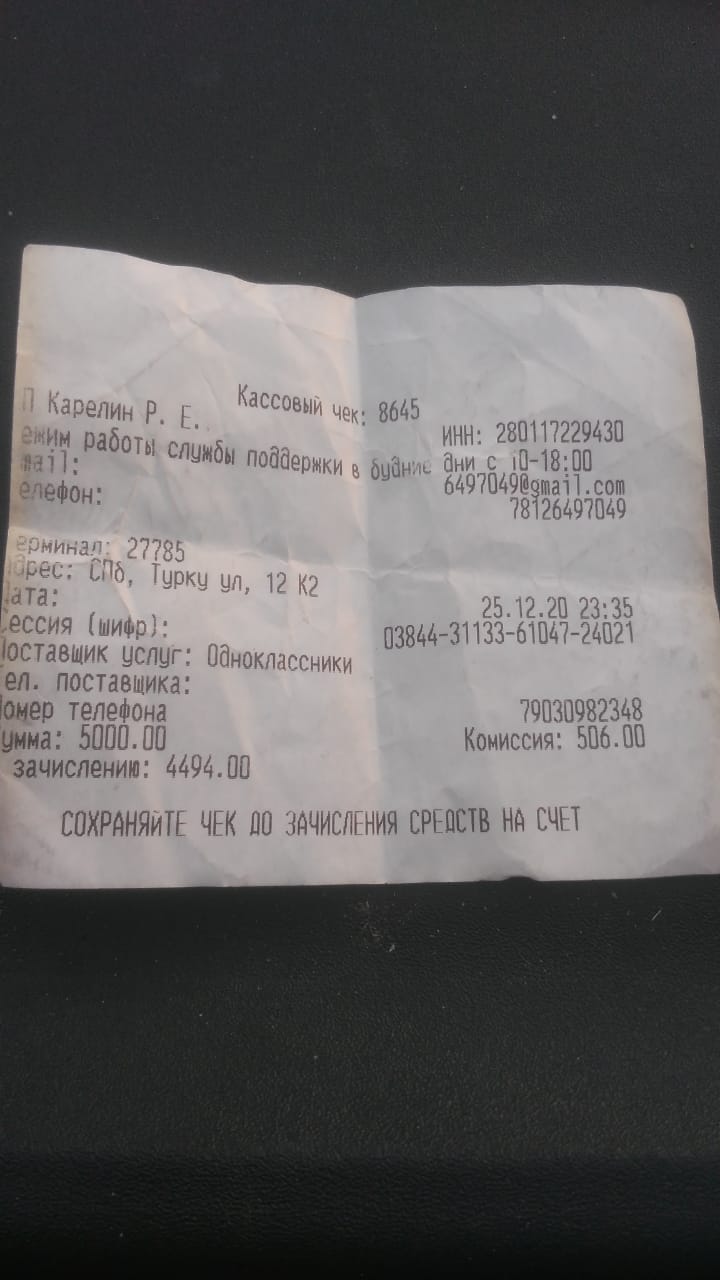 Кассовый чек: 8645
П Карелин Р. Е. ИНН: 280117229430
ежим работы службы поддержки в будние дни с 10-18:00
mail: 6497049@gmail.com
елефон: 78126497049
ерминал: 27785
дрес: СПб, Турку ул, 12 К2
Дата: 25.12.20 23:35
Сессия (шифр): 03844-31133-61047-24021
Поставщик услуг: Одноклассники
ел. поставщика:
Номер телефона 79030982348
умма: 5000.00 Комиссия: 506.00
зачислению: 4494.00
СОХРАНЯЙТЕ ЧЕК ДО ЗАЧИСЛЕНИЯ СРЕДСТВ НА СЧЕТ